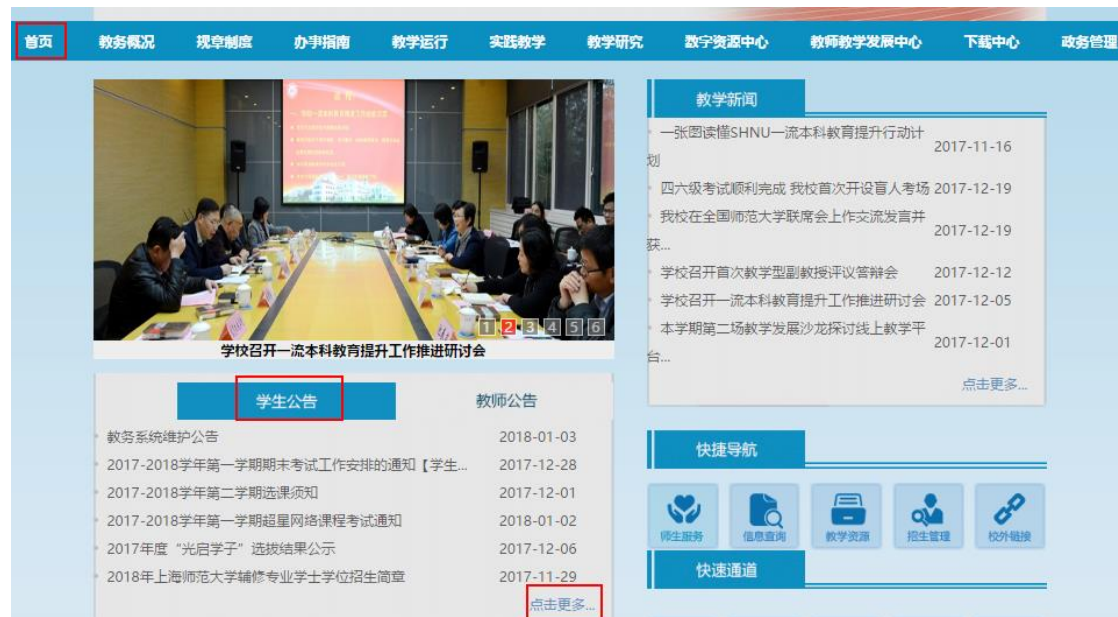 首页 教务概况 规章制度 办事指南 教学运行 实践教学 教学研究 数字资源中心 教师教学发展中心 下载中心 政务管理
1 2 3 4 5 6
学校召开一流本科教育提升工作推进研讨会
学生公告 教师公告
教务系统维护公告 2018-01-03
2017-2018学年第一学期期末考试工作安排的通知【学生... 2017-12-28
2017-2018学年第二学期选课须知 2017-12-01
2017-2018学年第一学期超星网络课程考试通知 2018-01-02
2017年度“光启学子”选拔结果公示 2017-12-06
2018年上海师范大学辅修专业学士学位招生简章 2017-11-29
点击更多...
教学新闻
一张图读懂SHNU一流本科教育提升行动计
划 2017-11-16
四六级考试顺利完成 我校首次开设盲人考场 2017-12-19
我校在全国师范大学联席会上作交流发言并
获... 2017-12-19
学校召开首次教学型副教授评议答辩会 2017-12-12
学校召开一流本科教育提升工作推进研讨会 2017-12-05
本学期第二场教学发展沙龙探讨线上教学平
台... 2017-12-01
点击更多...
快捷导航
师生服务 信息查询 教学资源 招生管理 校外链接
快速通道